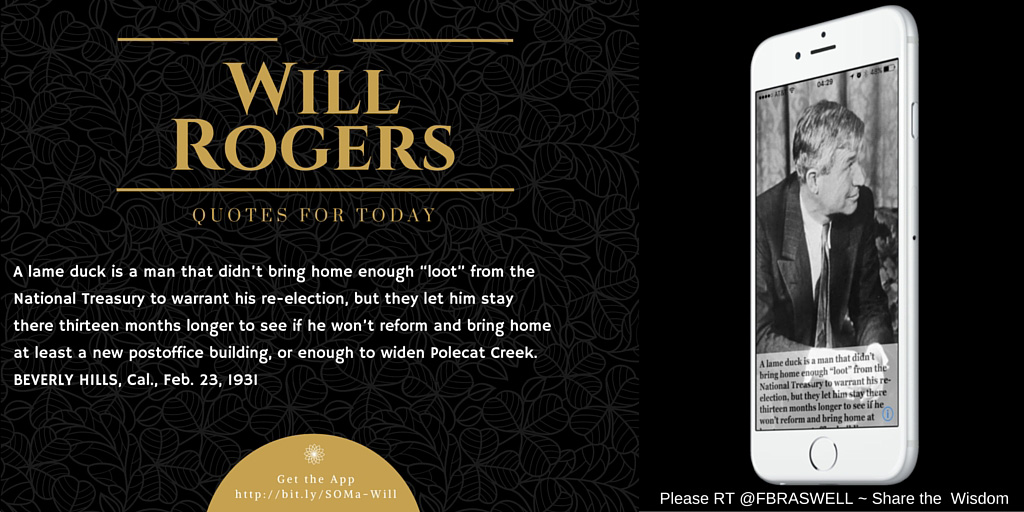 WILL
ROGERS
QUOTES FOR TODAY
A lame duck is a man that didn't bring home enough “loot” from the
National Treasury to warrant his re-election, but they let him stay
there thirteen months longer to see if he won't reform and bring home
at least a new postoffice building, or enough to widen Polecat Creek.
BEVERLY HILLS, Cal., Feb. 23, 1931
Get the App
http://bit.ly/SOMa-Will
AT&T 04:29 48%
A lame duck is a man that didn't
bring home enough “loot” from the
National Treasury to warrant his re-
election, but they let him stay there
thirteen months longer to see if he
won't reform and bring home at
Please RT @FBRASWELL ~ Share the Wisdom